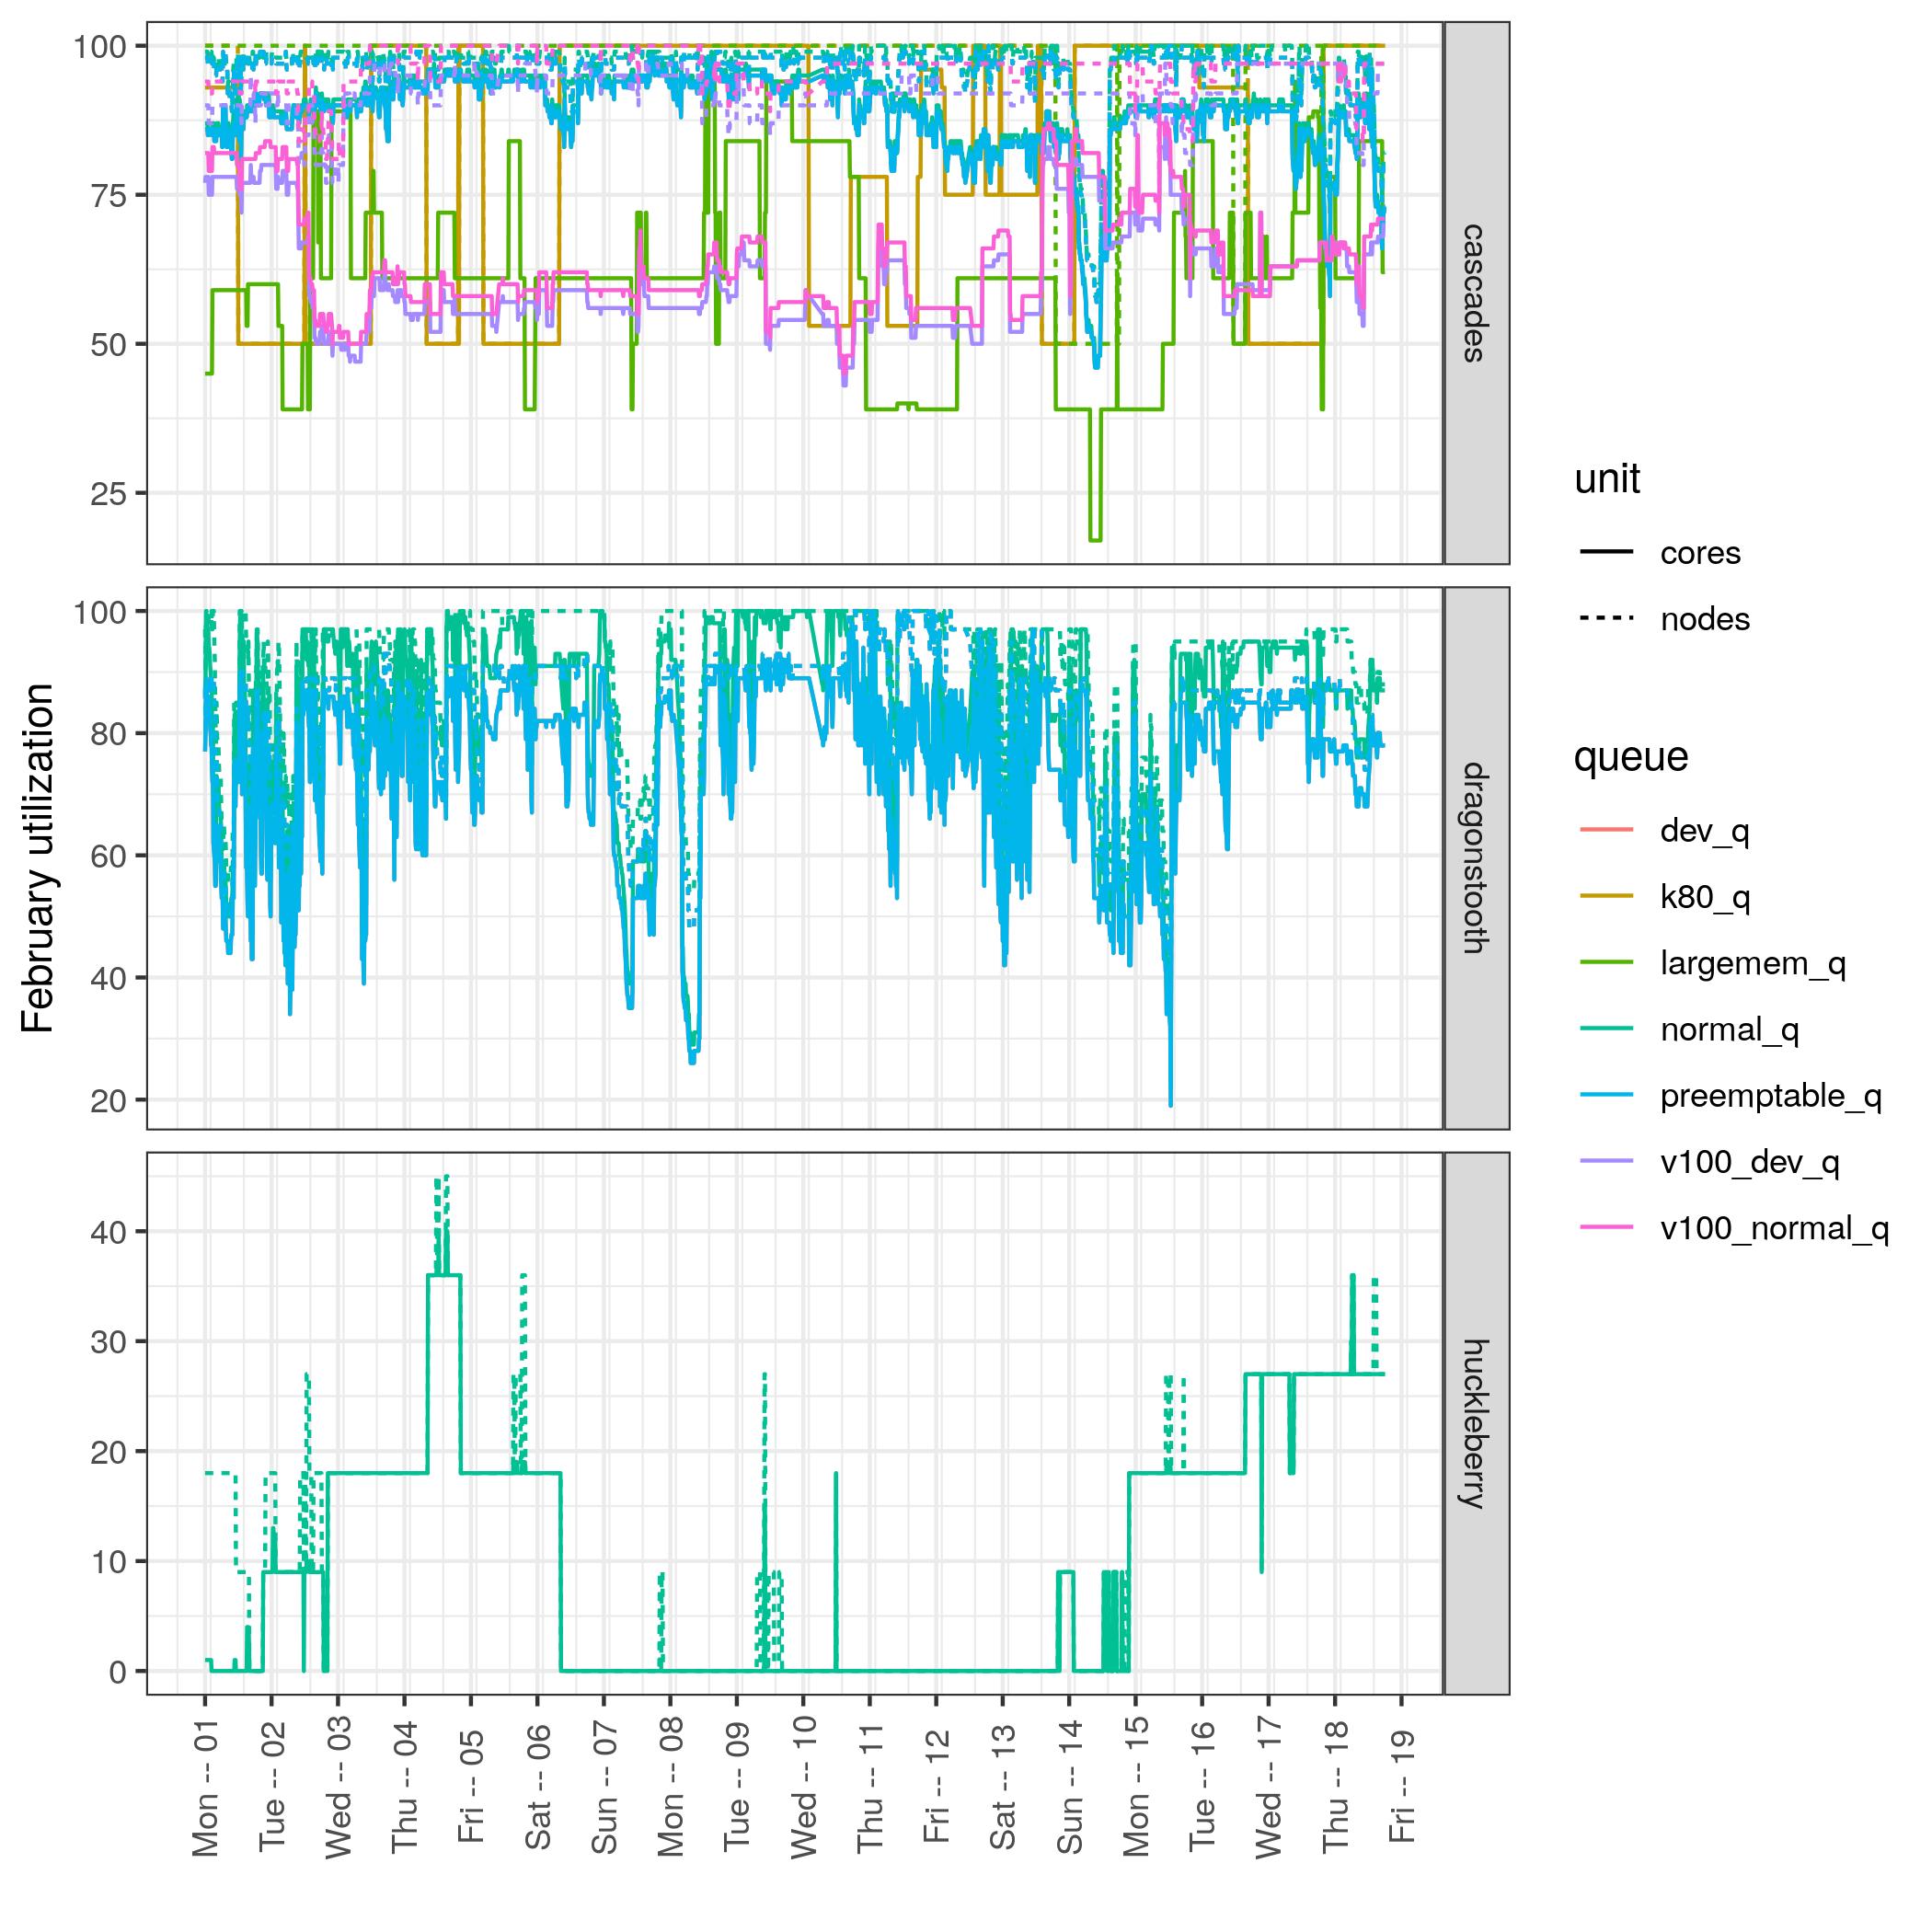 February utilization
100
75
50
25
cascades
100
80
60
40
20
dragonstooth
40
30
20
10
0
huckleberry
Mon -- 01
Tue -- 02
Wed -- 03
Thu -- 04
Fri -- 05
Sat -- 06
Sun -- 07
Mon -- 08
Tue -- 09
Wed -- 10
Thu -- 11
Fri -- 12
Sat -- 13
Sun -- 14
Mon -- 15
Tue -- 16
Wed -- 17
Thu -- 18
Fri -- 19
unit
cores
nodes
queue
dev_q
k80_q
largemem_q
normal_q
preemptable_q
v100_dev_q
v100_normal_q